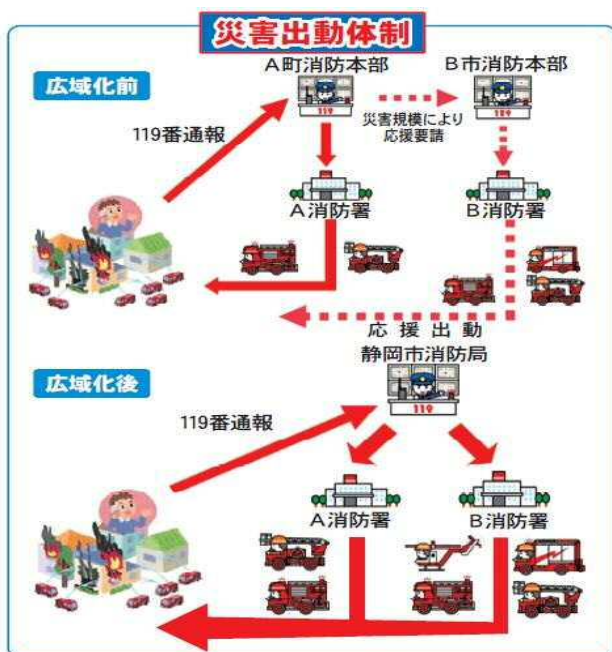 災害出動体制
広域化前
A町消防本部
B市消防本部
119番通報
119
災害規模により
応援要請
A消防署
B消防署
応援出動
広域化後
静岡市消防局
119番通報
119
A消防署
B消防署